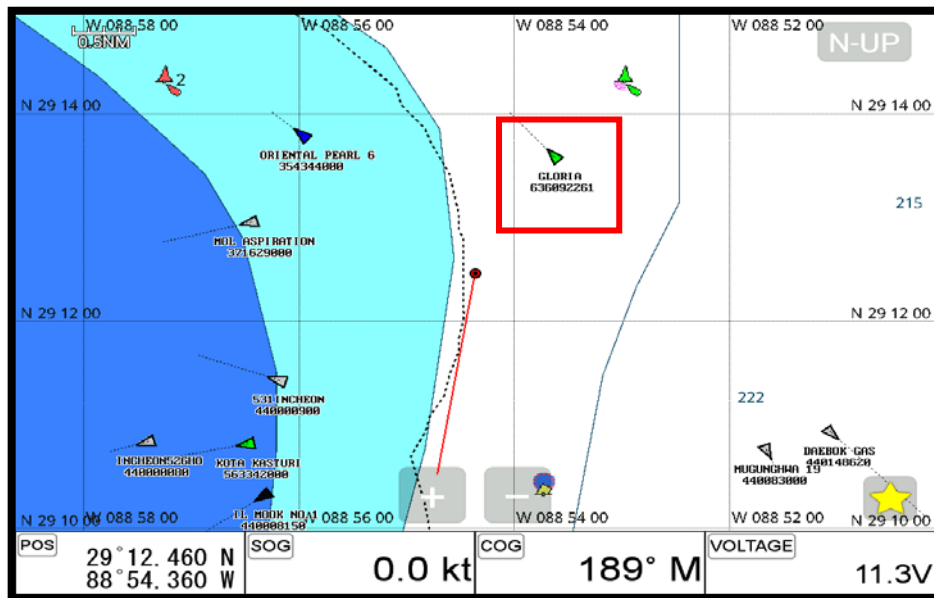 W 088 58 00
W 088 56 00
W 088 54 00
W 088 52 00
0.5NM
N-UP
2
N 29 14 00
N 29 14 00
ORIENTAL PEARL 6
354344000
GLORIA
636092261
215
MOL ASPIRATION
371629000
N 29 12 00
N 29 12 00
531INCHEON
440000900
222
INCHEON526HO
440000080
KOTA KASTURI
563342000
DAEBOK GAS
440148620
MUGUNGHWA 19
440083000
+
−
IL MOOK NO.1
440008150
N 29 10 00
W 088 58 00
W 088 56 00
W 088 54 00
W 088 52 00
N 29 10 00
POS
29°12.460 N
88°54.360 W
SOG
0.0 kt
COG
189° M
VOLTAGE
11.3V